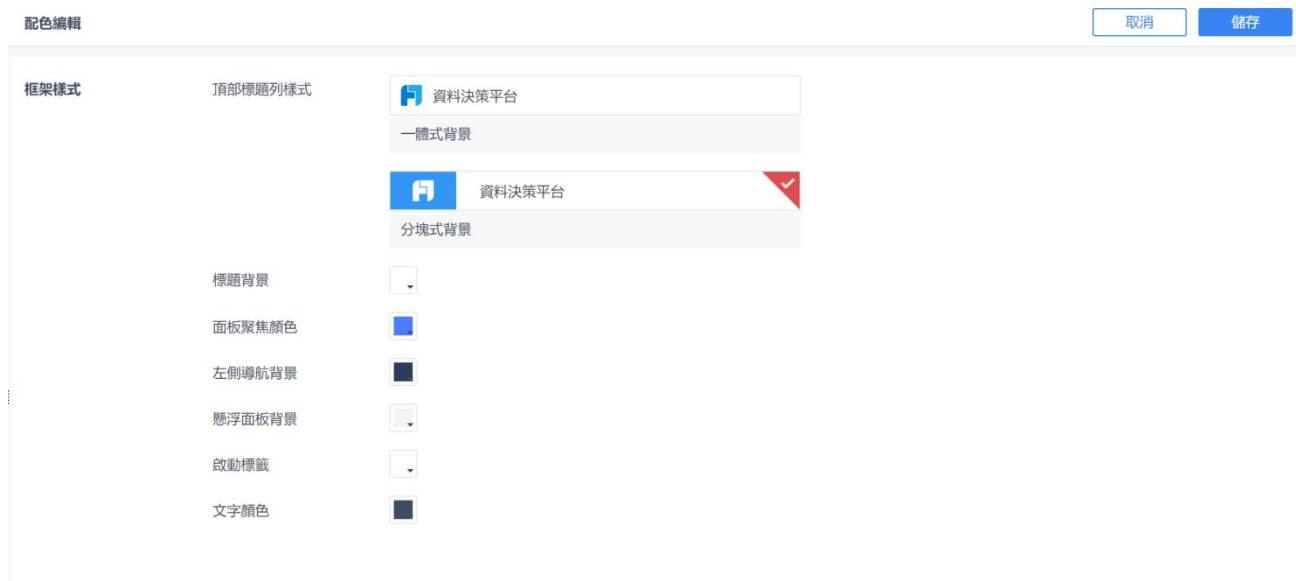 配色編輯
取消
儲存
框架樣式
頂部標題列樣式
資料決策平台
一體式背景
資料決策平台
分塊式背景
標題背景
面板聚焦顏色
左側導航背景
懸浮面板背景
啟動標籤
文字顏色